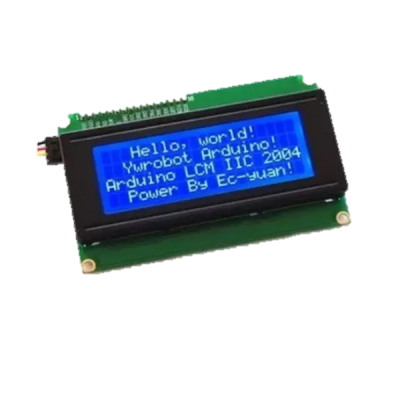 Hello, world!
Ywrobot Arduino!
Arduino LCM IIC 2004
Power By Ec-yuan!